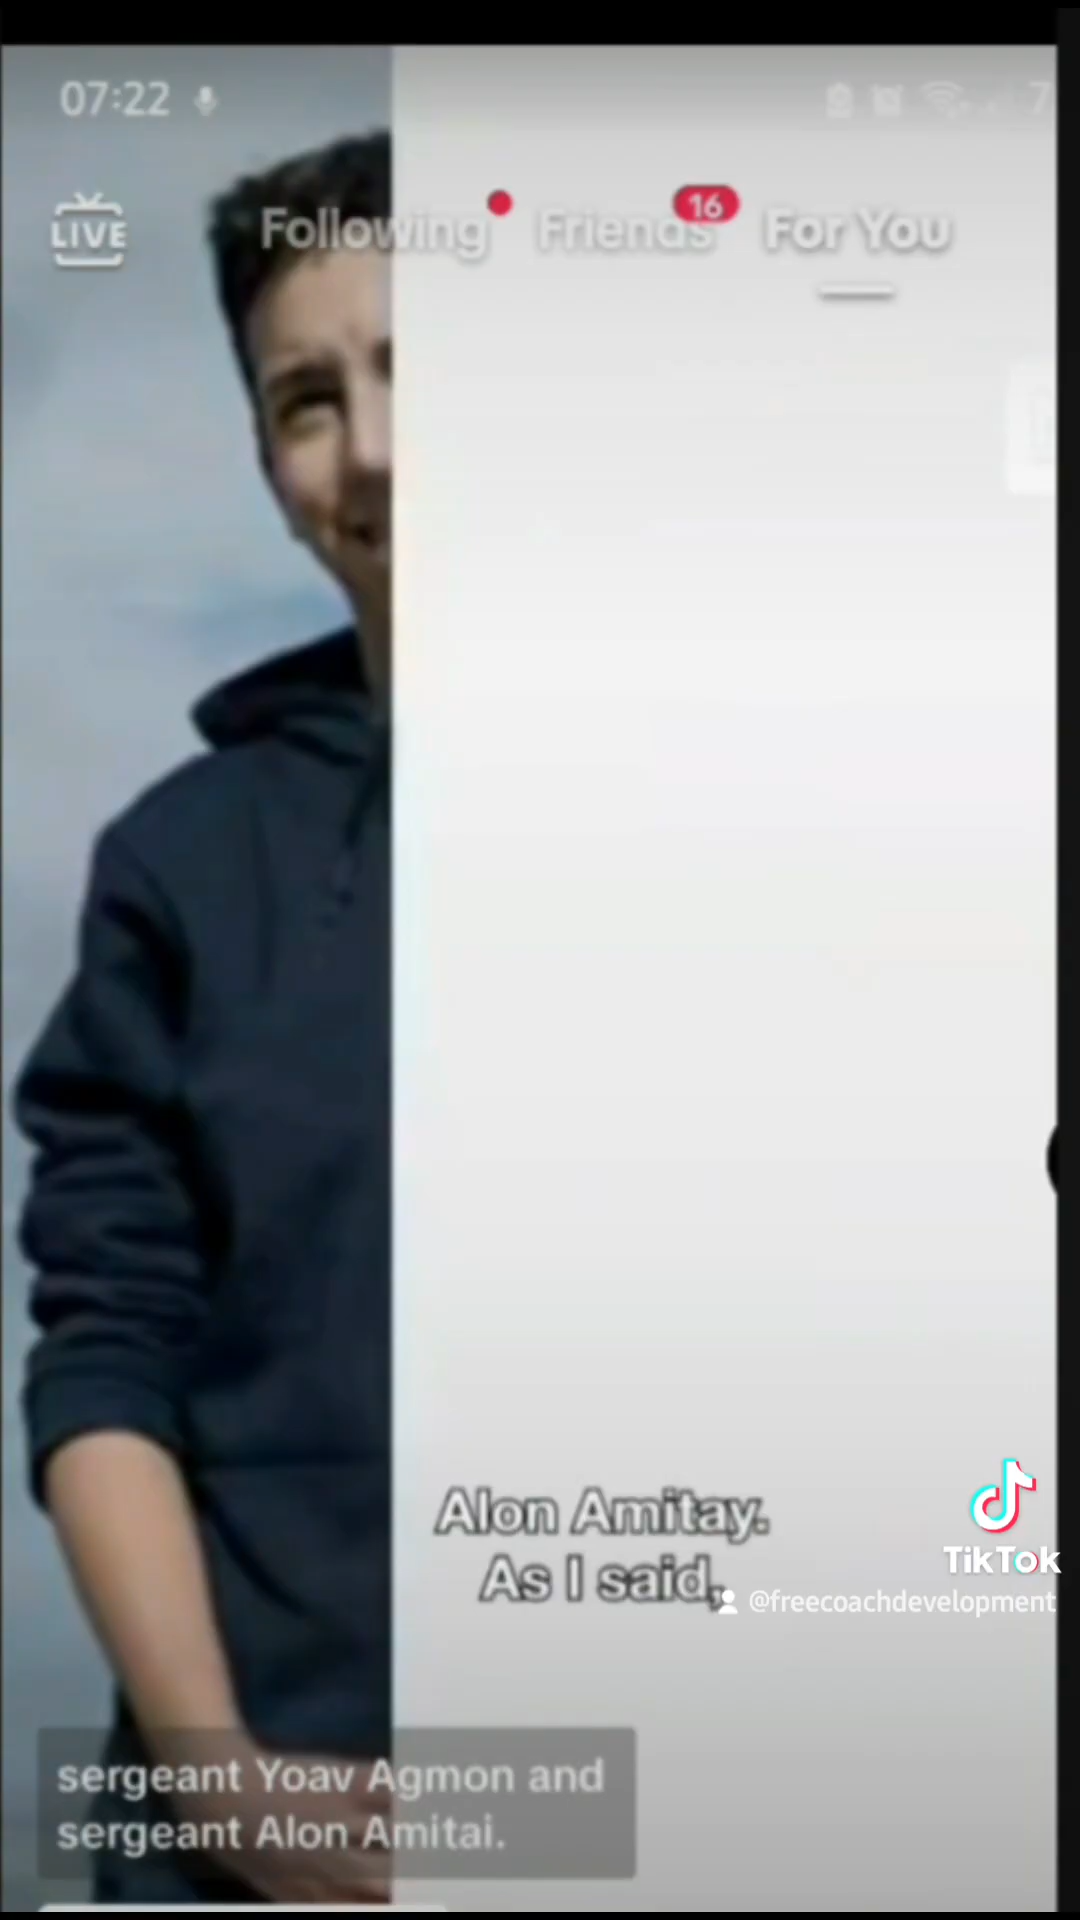 07:22
7
LIVE
Following
Friends
16
For You
Alon Amitay.
As I said,
TikTok
@freecoachdevelopment
sergeant Yoav Agmon and
sergeant Alon Amitai.